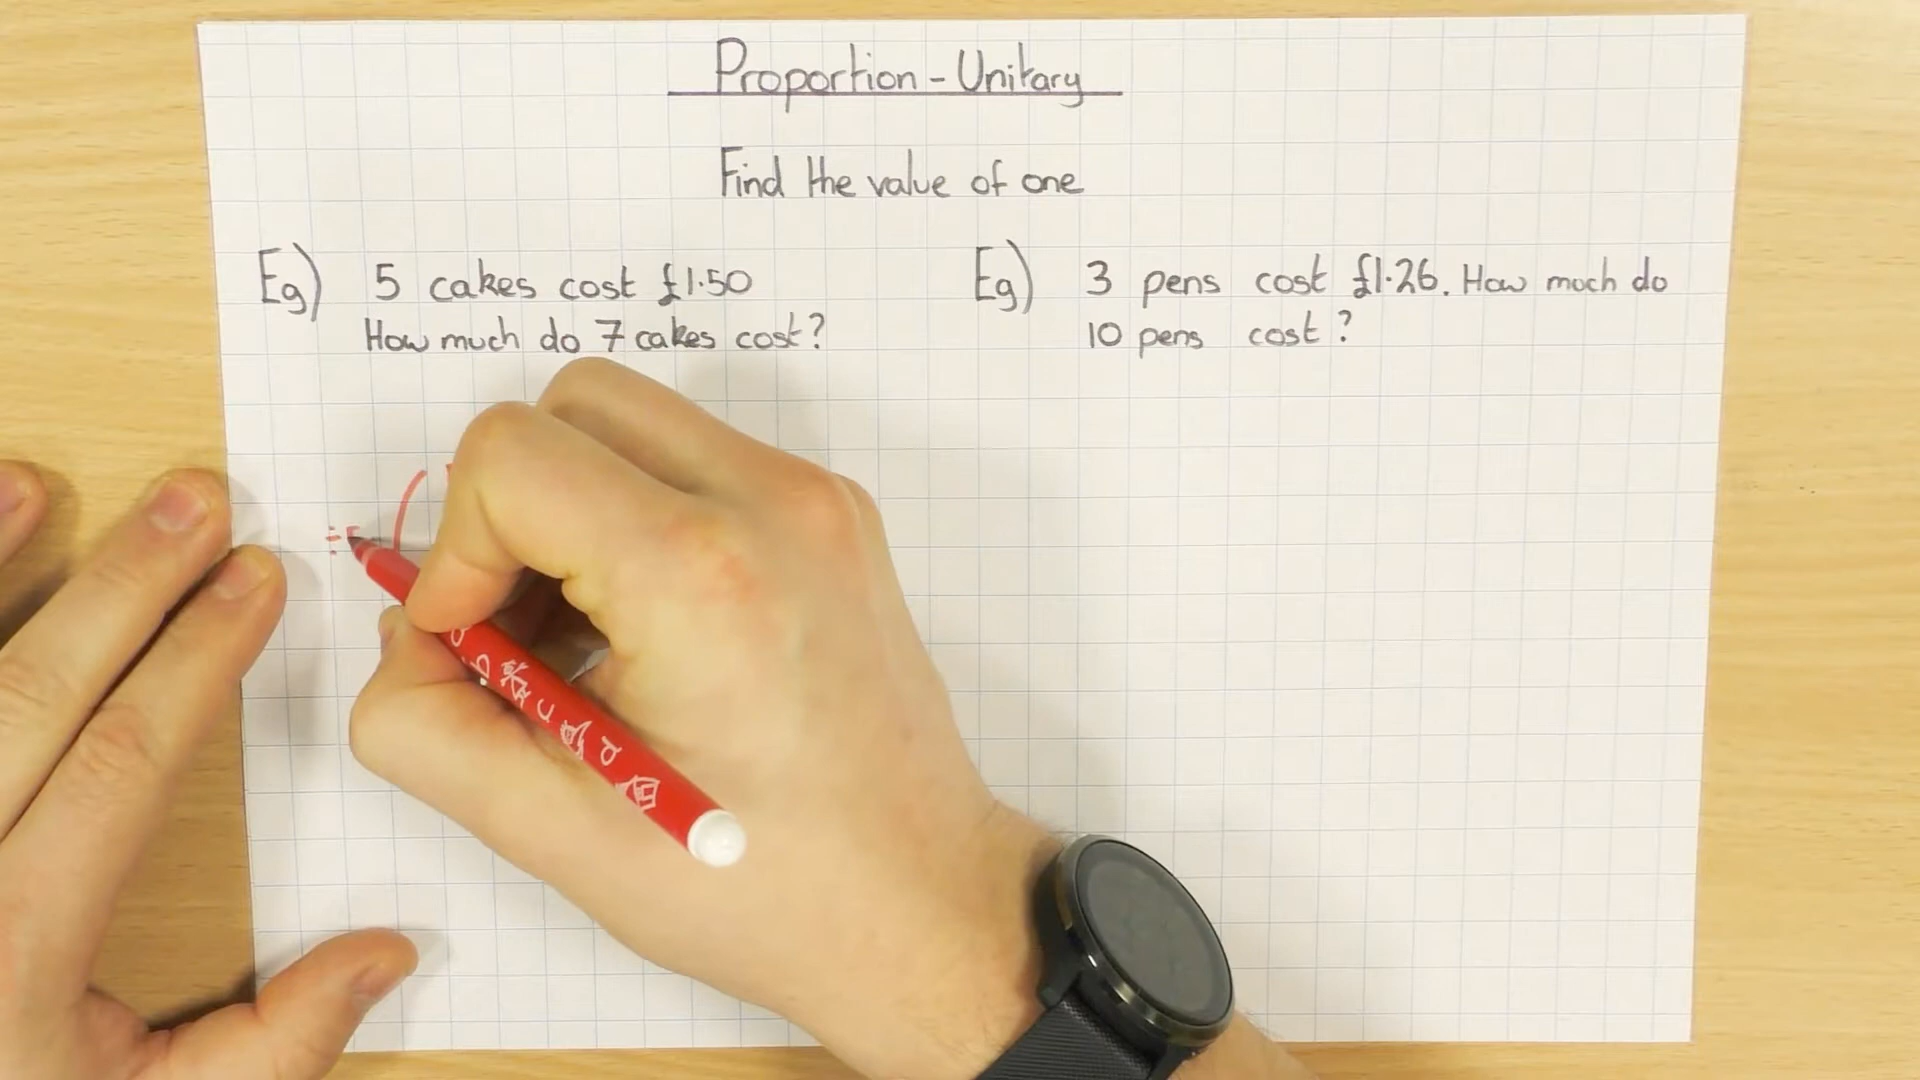 Proportion - Unitary
Find the value of one
Eg) 5 cakes cost £1.50
How much do 7 cakes cost?
Eg) 3 pens cost £1.26. How much do
10 pens cost?
÷